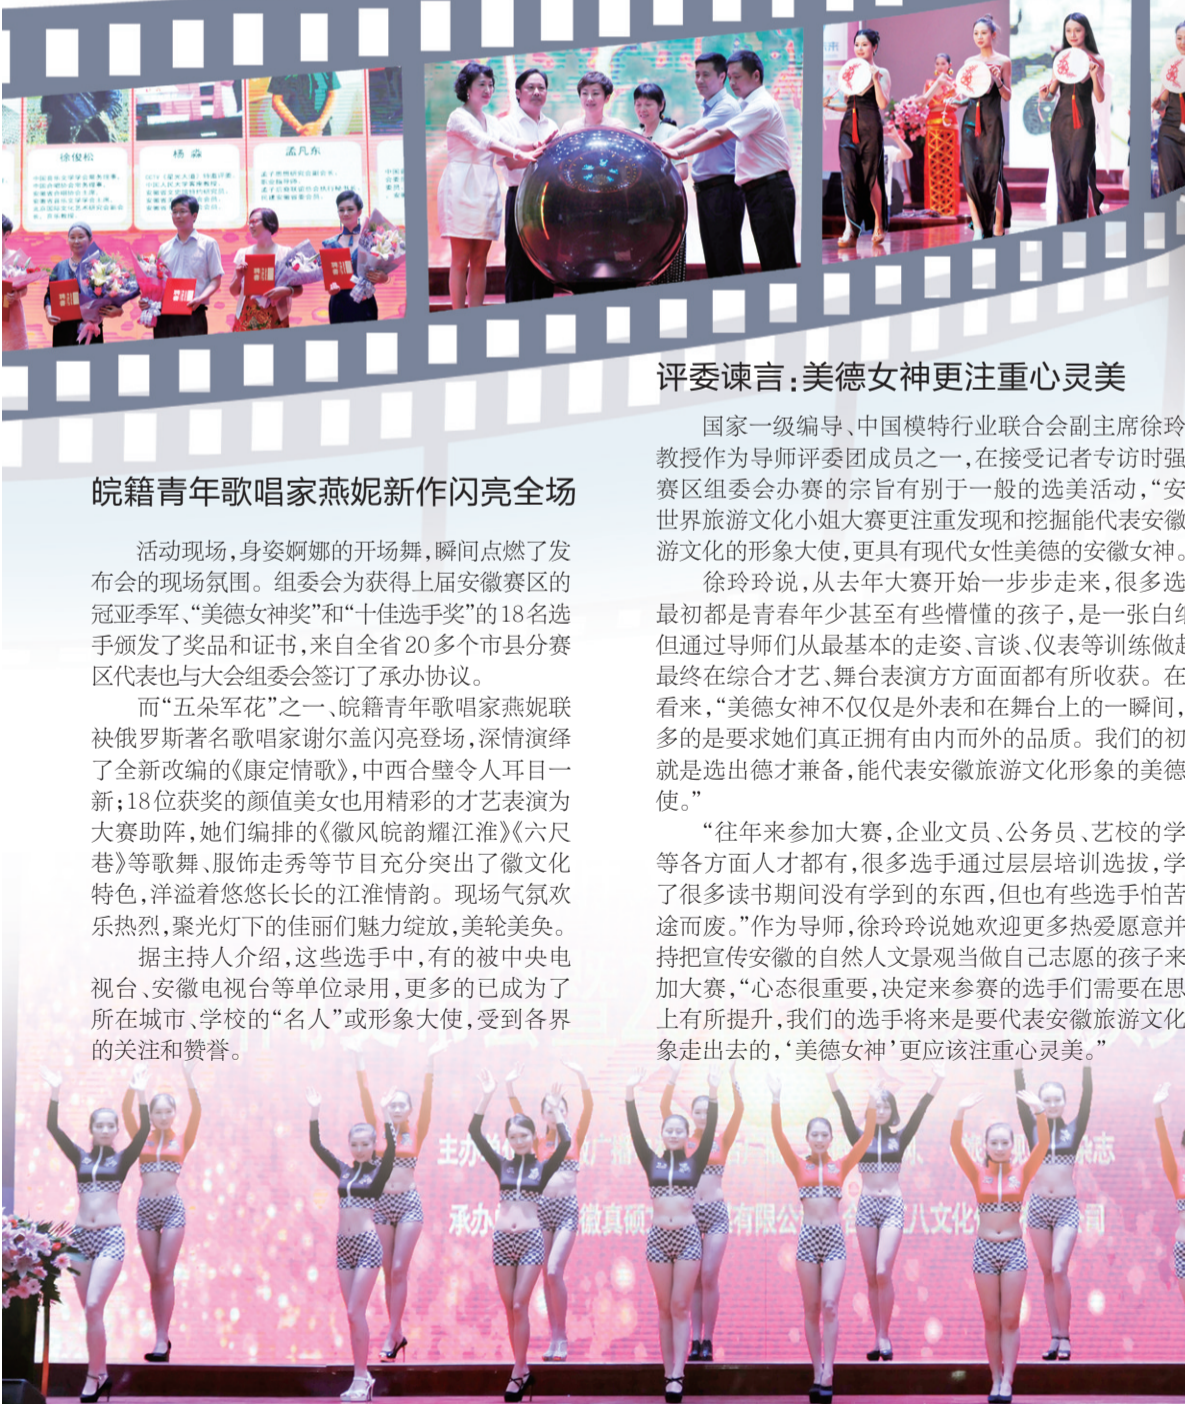 徐俊松
杨淼
孟凡东
皖籍青年歌唱家燕妮新作闪亮全场
活动现场,身姿婀娜的开场舞,瞬间点燃了发
布会的现场氛围。组委会为获得上届安徽赛区的
冠亚季军、“美德女神奖”和“十佳选手奖”的18名选
手颁发了奖品和证书,来自全省20多个市县分赛
区代表也与大会组委会签订了承办协议。
而“五朵军花”之一、皖籍青年歌唱家燕妮联
袂俄罗斯著名歌唱家谢尔盖闪亮登场,深情演绎
了全新改编的《康定情歌》,中西合璧令人耳目一
新;18位获奖的颜值美女也用精彩的才艺表演为
大赛助阵,她们编排的《徽风皖韵耀江淮》《六尺
巷》等歌舞、服饰走秀等节目充分突出了徽文化
特色,洋溢着悠悠长长的江淮情韵。现场气氛欢
乐热烈,聚光灯下的佳丽们魅力绽放,美轮美奂。
据主持人介绍,这些选手中,有的被中央电
视台、安徽电视台等单位录用,更多的已成为了
所在城市、学校的“名人”或形象大使,受到各界
的关注和赞誉。
评委谏言:美德女神更注重心灵美
国家一级编导、中国模特行业联合会副主席徐玲
教授作为导师评委团成员之一,在接受记者专访时强
赛区组委会办赛的宗旨有别于一般的选美活动,“安
世界旅游文化小姐大赛更注重发现和挖掘能代表安徽
游文化的形象大使,更具有现代女性美德的安徽女神。
徐玲玲说,从去年大赛开始一步步走来,很多选
最初都是青春年少甚至有些懵懂的孩子,是一张白纸
但通过导师们从最基本的走姿、言谈、仪表等训练做起
最终在综合才艺、舞台表演方方面面都有所收获。在
看来,“美德女神不仅仅是外表和在舞台上的一瞬间,
多的是要求她们真正拥有由内而外的品质。我们的初
就是选出德才兼备,能代表安徽旅游文化形象的美德
使。”
“往年来参加大赛,企业文员、公务员、艺校的学
等各方面人才都有,很多选手通过层层培训选拔,学
了很多读书期间没有学到的东西,但也有些选手怕苦
途而废。”作为导师,徐玲玲说她欢迎更多热爱愿意并
持把宣传安徽的自然人文景观当做自己志愿的孩子来
加大赛,“心态很重要,决定来参赛的选手们需要在思
上有所提升,我们的选手将来是要代表安徽旅游文化
象走出去的,‘美德女神’更应该注重心灵美。”
主办 广播 杂志
承办 徽真硕 有限公 八文化 司